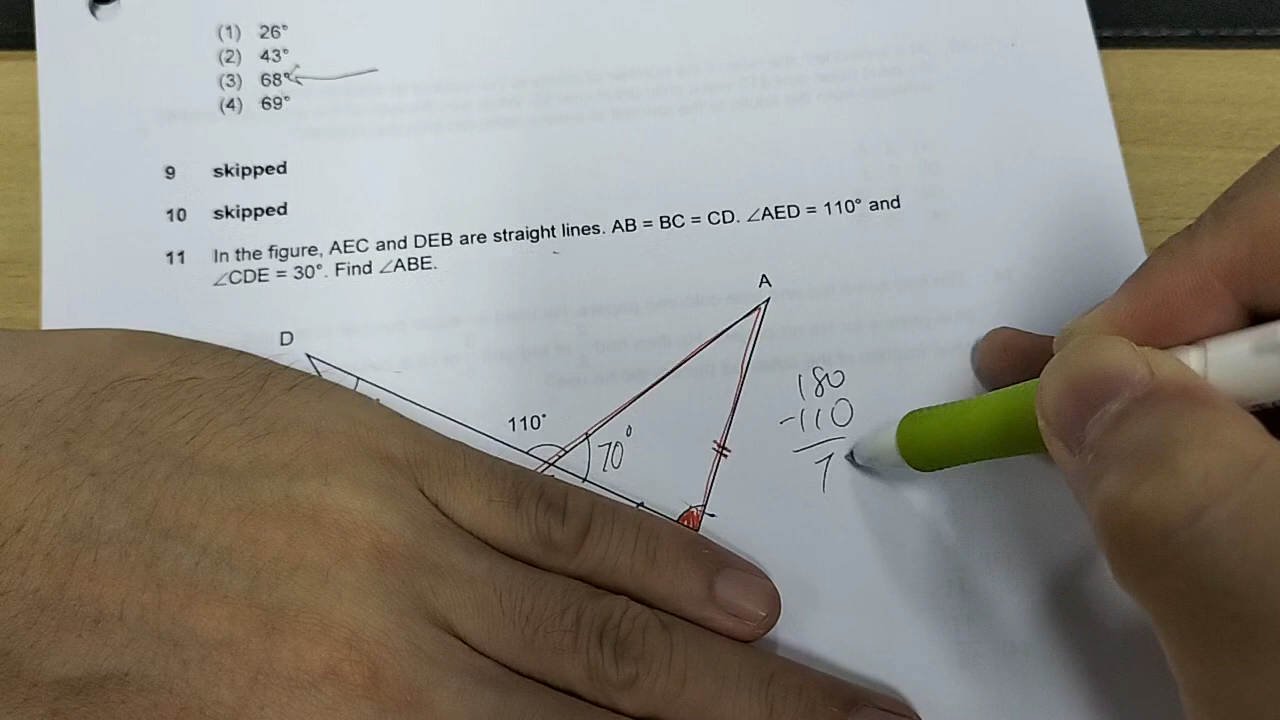 (1) 26°
(2) 43°
(3) 68°
(4) 69°
9 skipped
10 skipped
11 In the figure, AEC and DEB are straight lines. AB = BC = CD. ∠AED = 110° and
∠CDE = 30°. Find ∠ABE.
A
D
110°
70°
180
-110
7